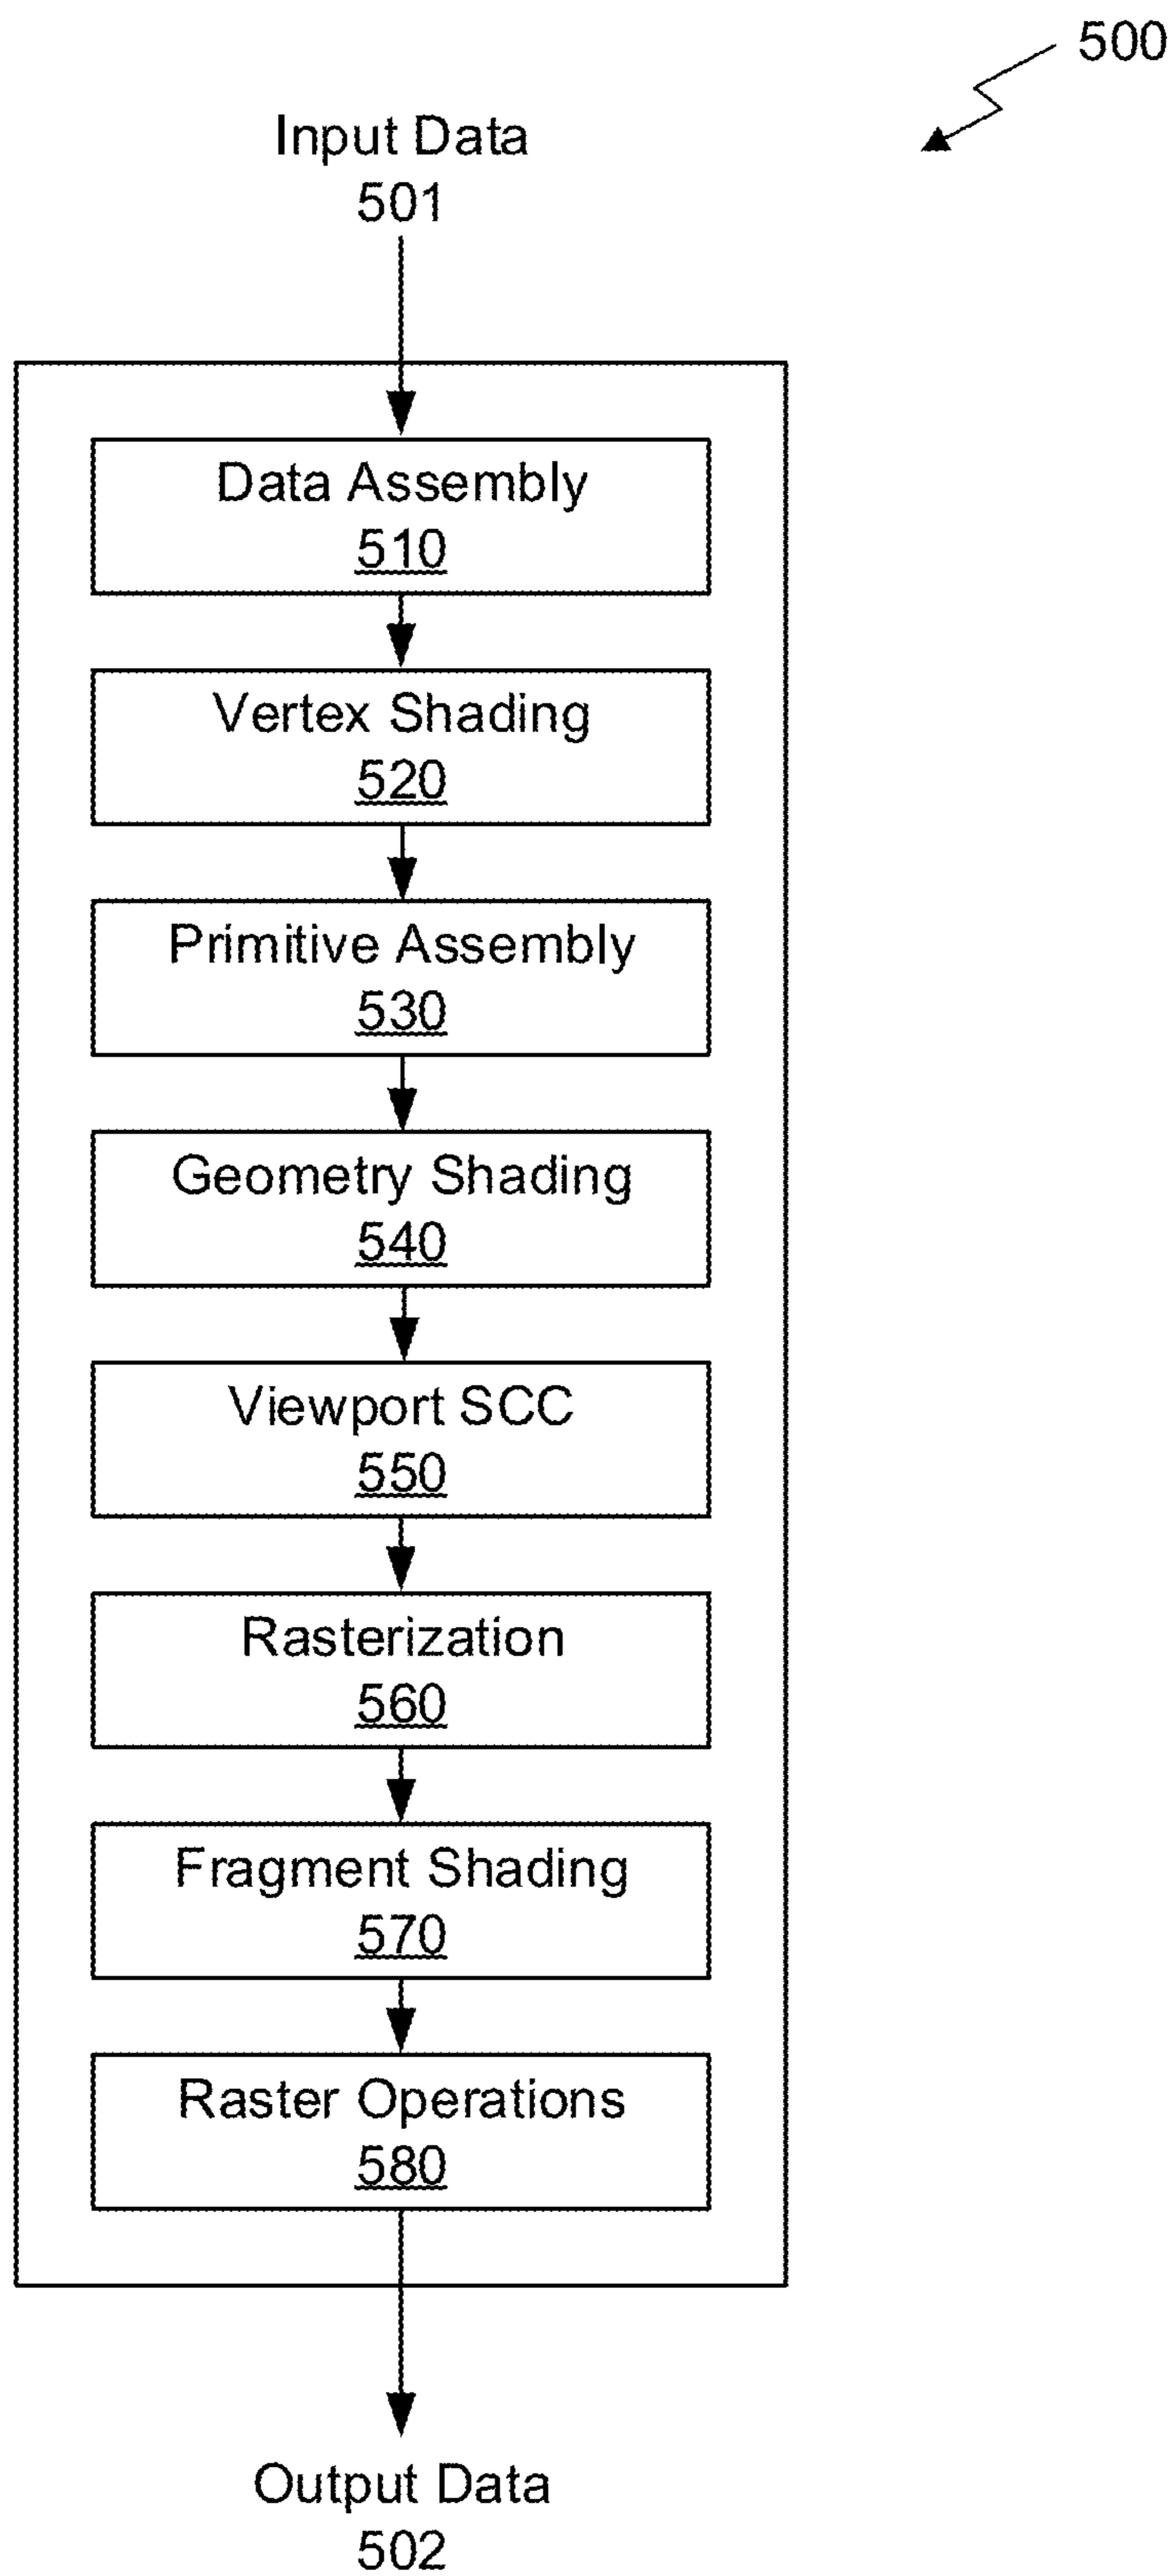 500
Input Data
501
Data Assembly
510
Vertex Shading
520
Primitive Assembly
530
Geometry Shading
540
Viewport SCC
550
Rasterization
560
Fragment Shading
570
Raster Operations
580
Output Data
502